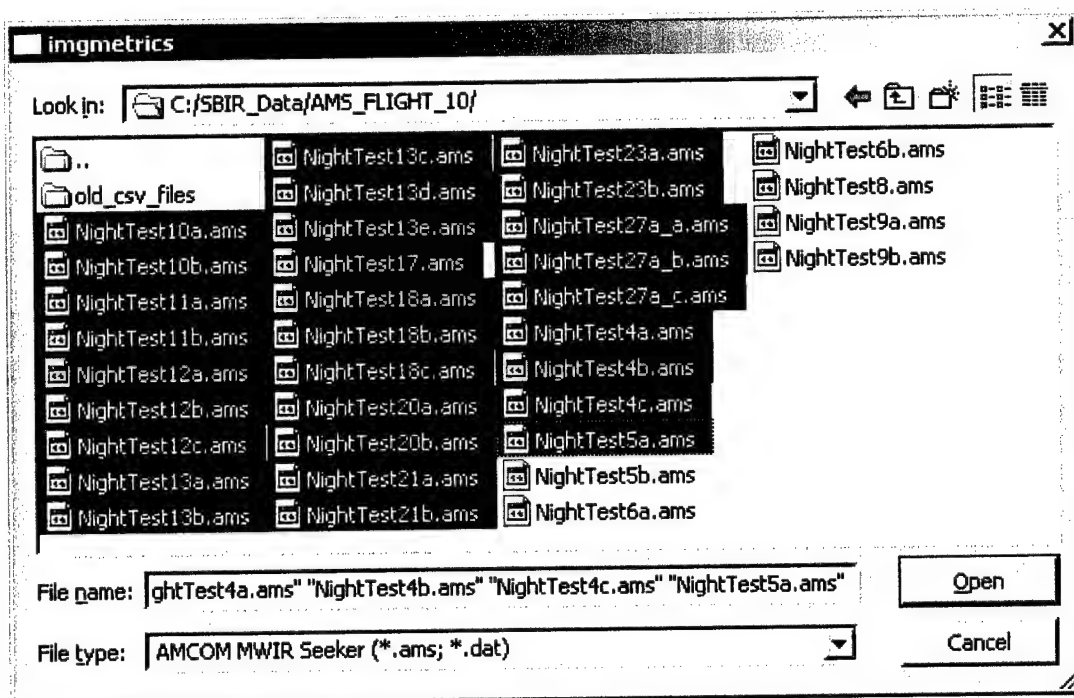 imgmetrics
Look in: C:/SBIR_Data/AMS_FLIGHT_10/
..
old_csv_files
NightTest10a.ams
NightTest10b.ams
NightTest11a.ams
NightTest11b.ams
NightTest12a.ams
NightTest12b.ams
NightTest12c.ams
NightTest13a.ams
NightTest13b.ams
NightTest13c.ams
NightTest13d.ams
NightTest13e.ams
NightTest17.ams
NightTest18a.ams
NightTest18b.ams
NightTest18c.ams
NightTest20a.ams
NightTest20b.ams
NightTest21a.ams
NightTest21b.ams
NightTest23a.ams
NightTest23b.ams
NightTest27a_a.ams
NightTest27a_b.ams
NightTest27a_c.ams
NightTest4a.ams
NightTest4b.ams
NightTest4c.ams
NightTest5a.ams
NightTest5b.ams
NightTest6a.ams
NightTest6b.ams
NightTest8.ams
NightTest9a.ams
NightTest9b.ams
File name: ghtTest4a.ams" "NightTest4b.ams" "NightTest4c.ams" "NightTest5a.ams"
Open
File type: AMCOM MWIR Seeker (*.ams; *.dat)
Cancel